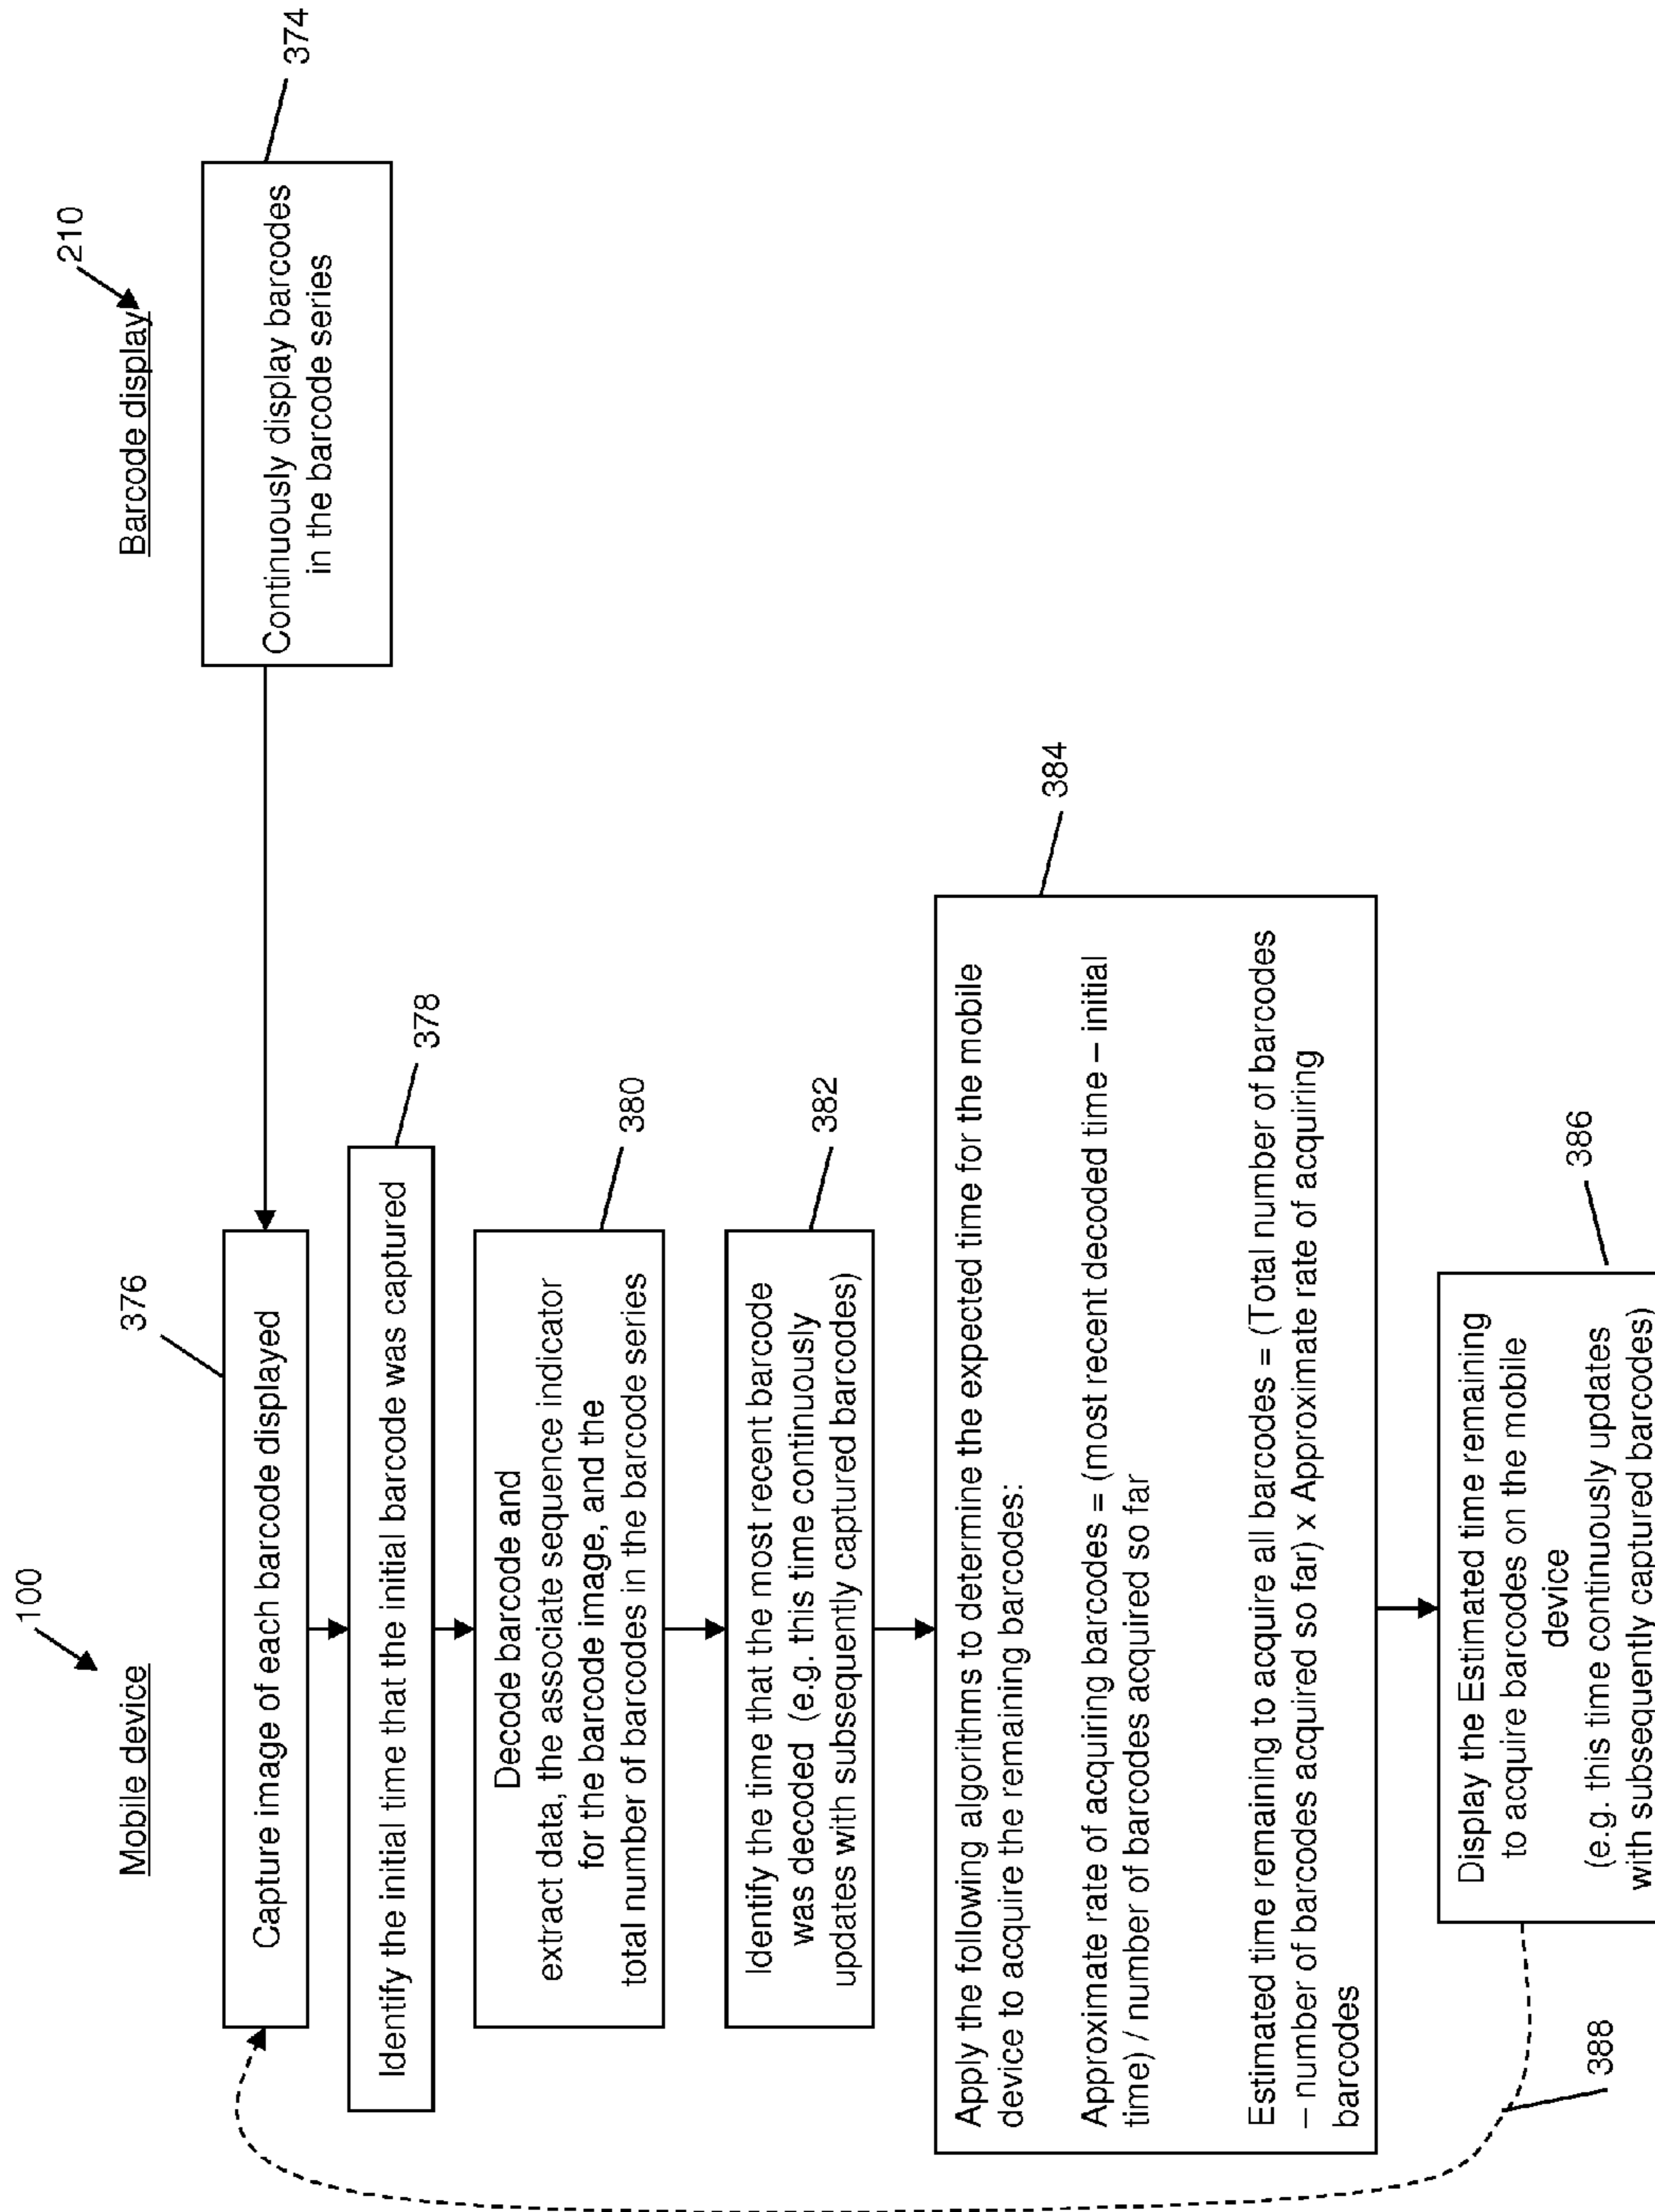 100
Mobile device
210
Barcode display
376
Capture image of each barcode displayed
374
Continuously display barcodes
in the barcode series
378
Identify the initial time that the initial barcode was captured
380
Decode barcode and
extract data, the associate sequence indicator
for the barcode image, and the
total number of barcodes in the barcode series
382
Identify the time that the most recent barcode
was decoded (e.g. this time continuously
updates with subsequently captured barcodes)
384
Apply the following algorithms to determine the expected time for the mobile
device to acquire the remaining barcodes:
Approximate rate of acquiring barcodes = (most recent decoded time – initial
time) / number of barcodes acquired so far
Estimated time remaining to acquire all barcodes = (Total number of barcodes
– number of barcodes acquired so far) x Approximate rate of acquiring
barcodes
386
Display the Estimated time remaining
to acquire barcodes on the mobile
device
(e.g. this time continuously updates
with subsequently captured barcodes)
388